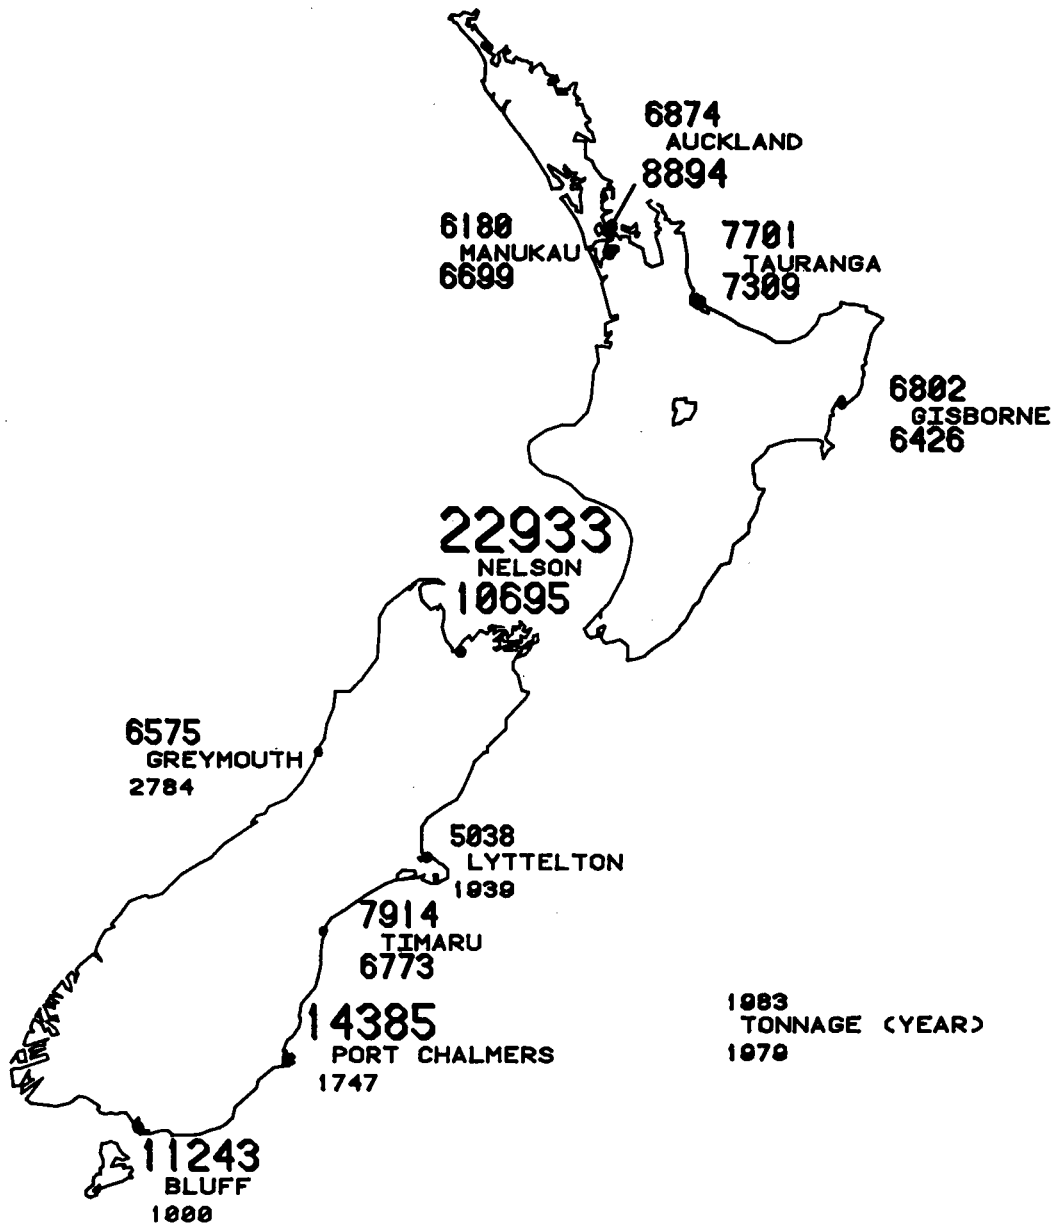 6874
AUCKLAND
8894
6180
MANUKAU
6699
7701
TAURANGA
7309
6802
GISBORNE
6426
22933
NELSON
10695
6575
GREYMOUTH
2784
5038
LYTTELTON
1939
7914
TIMARU
6773
14385
PORT CHALMERS
1747
1983
TONNAGE (YEAR)
1979
11243
BLUFF